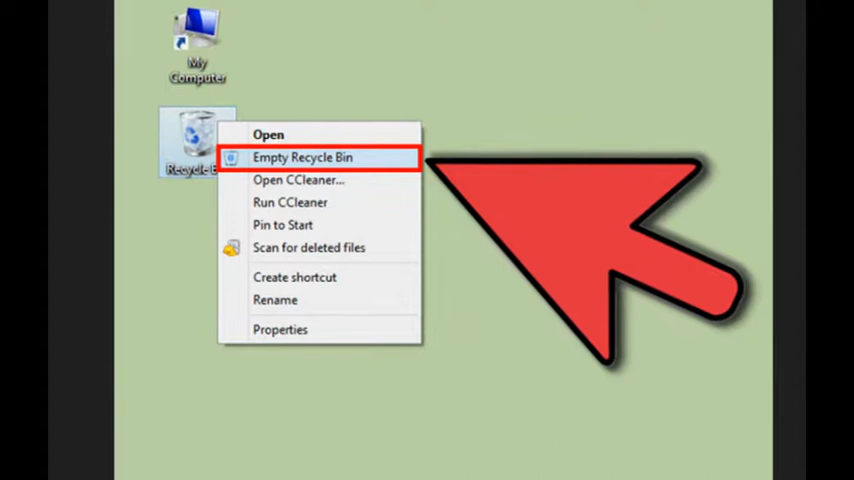 My
Computer
Recycle
Open
Empty Recycle Bin
Open CCleaner...
Run CCleaner
Pin to Start
Scan for deleted files
Create shortcut
Rename
Properties